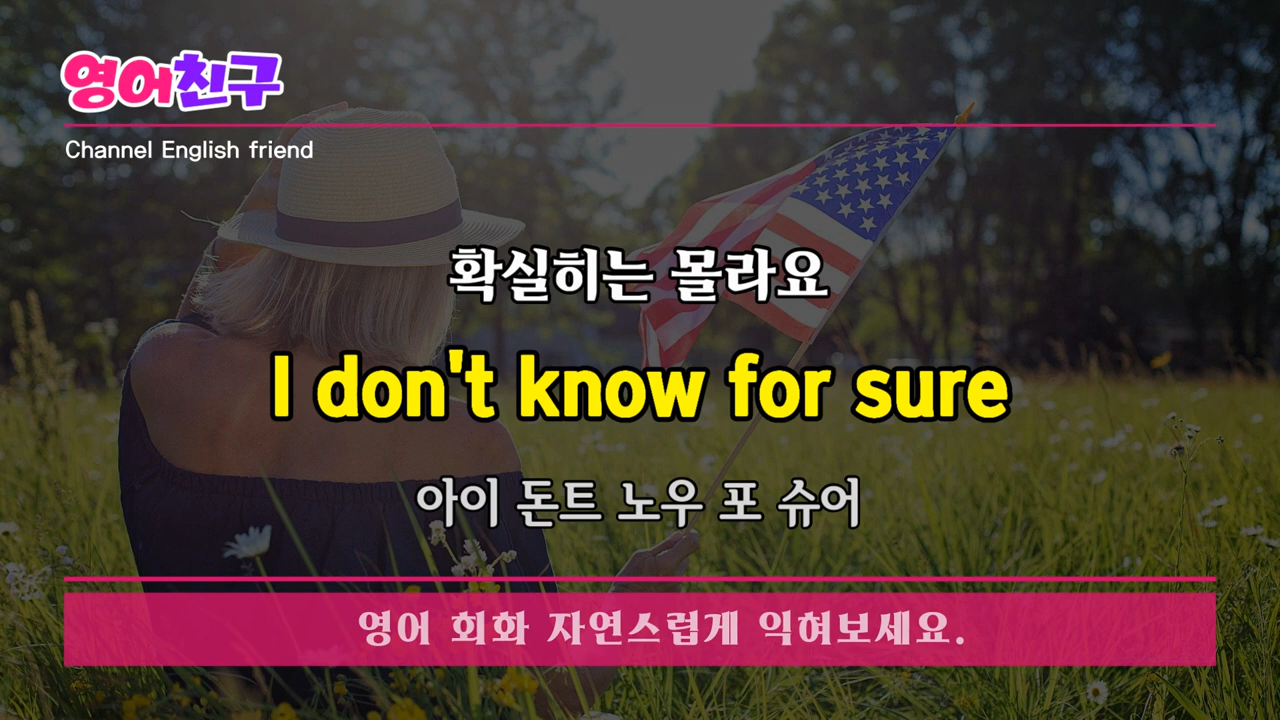 영어친구
Channel English friend
확실히는 몰라요
I don't know for sure
아이 돈트 노우 포 슈어
영어 회화 자연스럽게 익혀보세요.